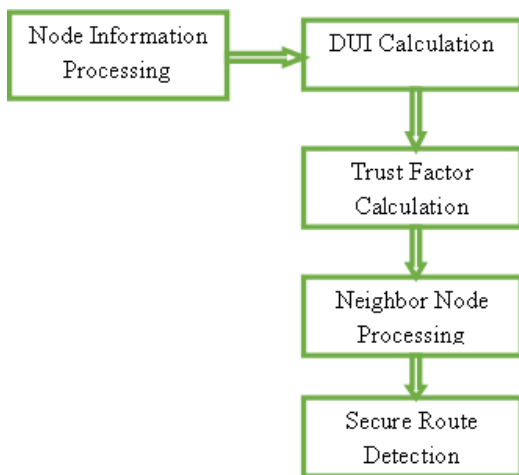 Node Information
Processing
DUI Calculation
Trust Factor
Calculation
Neighbor Node
Processing
Secure Route
Detection